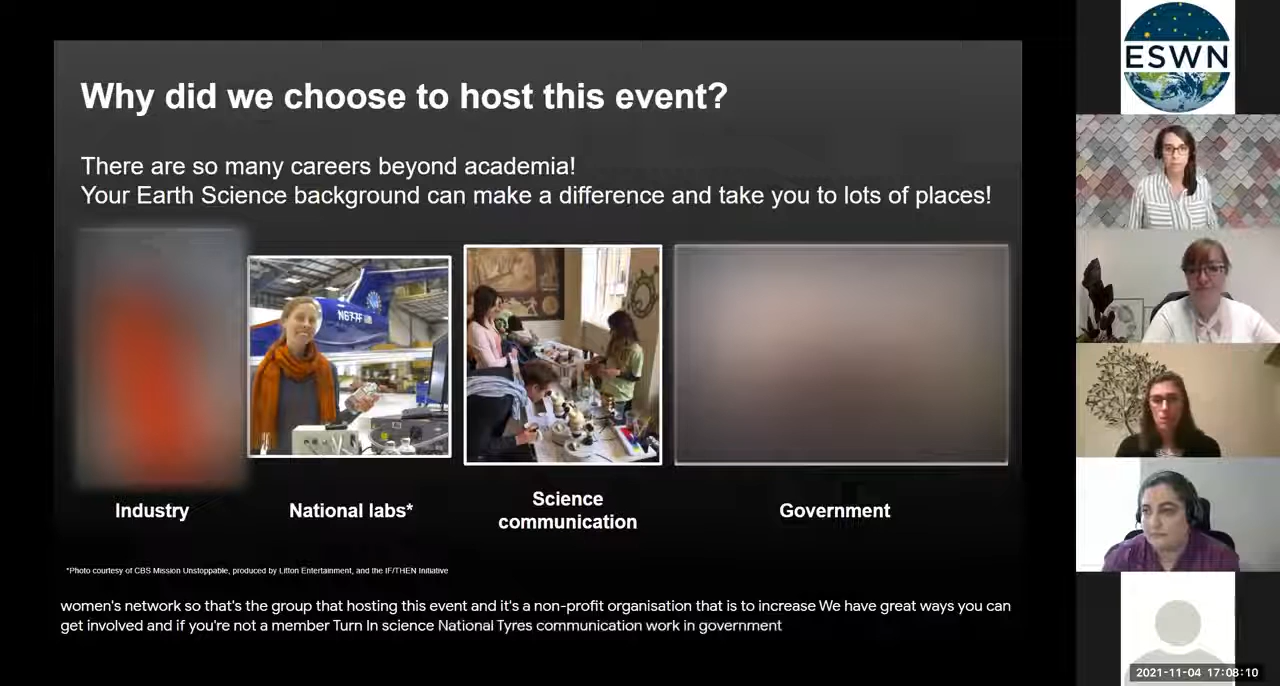 Why did we choose to host this event?
There are so many careers beyond academia!
Your Earth Science background can make a difference and take you to lots of places!
N677F
Industry
National labs*
Science
communication
Government
*Photo courtesy of CBS Mission Unstoppable, produced by Litton Entertainment, and the IF/THEN Initiative
women's network so that's the group that hosting this event and it's a non-profit organisation that is to increase We have great ways you can
get involved and if you're not a member Turn In science National Tyres communication work in government
ESWN
2021-11-04 17:08:10